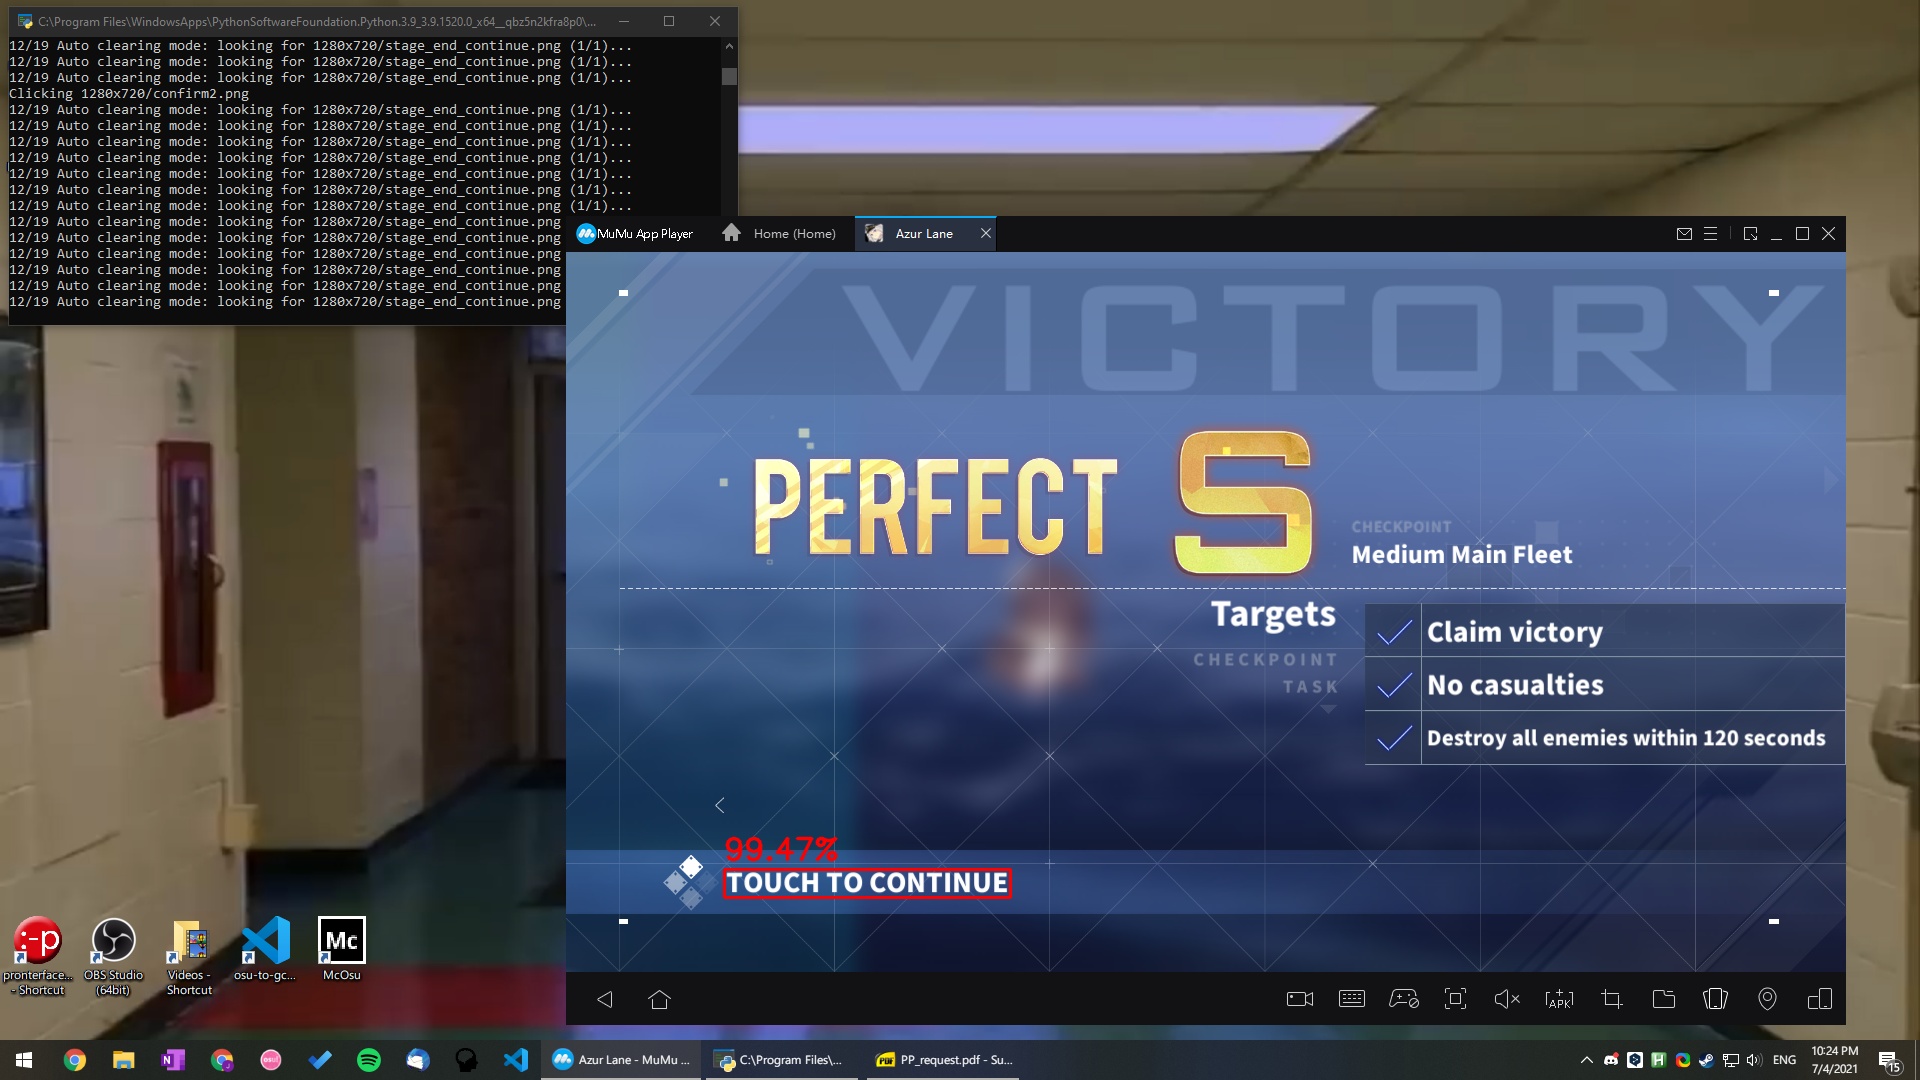 C:\Program Files\WindowsApps\PythonSoftwareFoundation.Python.3.9_3.9.1520.0_x64__qbz5n2kfra8p0\...
12/19 Auto clearing mode: looking for 1280x720/stage_end_continue.png (1/1)...
12/19 Auto clearing mode: looking for 1280x720/stage_end_continue.png (1/1)...
12/19 Auto clearing mode: looking for 1280x720/stage_end_continue.png (1/1)...
Clicking 1280x720/confirm2.png
12/19 Auto clearing mode: looking for 1280x720/stage_end_continue.png (1/1)...
12/19 Auto clearing mode: looking for 1280x720/stage_end_continue.png (1/1)...
12/19 Auto clearing mode: looking for 1280x720/stage_end_continue.png (1/1)...
12/19 Auto clearing mode: looking for 1280x720/stage_end_continue.png (1/1)...
12/19 Auto clearing mode: looking for 1280x720/stage_end_continue.png (1/1)...
12/19 Auto clearing mode: looking for 1280x720/stage_end_continue.png (1/1)...
12/19 Auto clearing mode: looking for 1280x720/stage_end_continue.png (1/1)...
12/19 Auto clearing mode: looking for 1280x720/stage_end_continue.png
12/19 Auto clearing mode: looking for 1280x720/stage_end_continue.png
12/19 Auto clearing mode: looking for 1280x720/stage_end_continue.png
12/19 Auto clearing mode: looking for 1280x720/stage_end_continue.png
12/19 Auto clearing mode: looking for 1280x720/stage_end_continue.png
12/19 Auto clearing mode: looking for 1280x720/stage_end_continue.png
MuMu App Player Home (Home) Azur Lane
VICTORY
PERFECT S
CHECKPOINT
Medium Main Fleet
Targets
CHECKPOINT
TASK
Claim victory
No casualties
Destroy all enemies within 120 seconds
99.47%
TOUCH TO CONTINUE
APK
:-p
Mc
pronterface... - Shortcut
OBS Studio (64bit)
Videos - Shortcut
osu-to-gc...
McOsu
osu!
Azur Lane - MuMu ...
C:\Program Files\...
PDF
PP_request.pdf - Su...
ENG
10:24 PM
7/4/2021
15